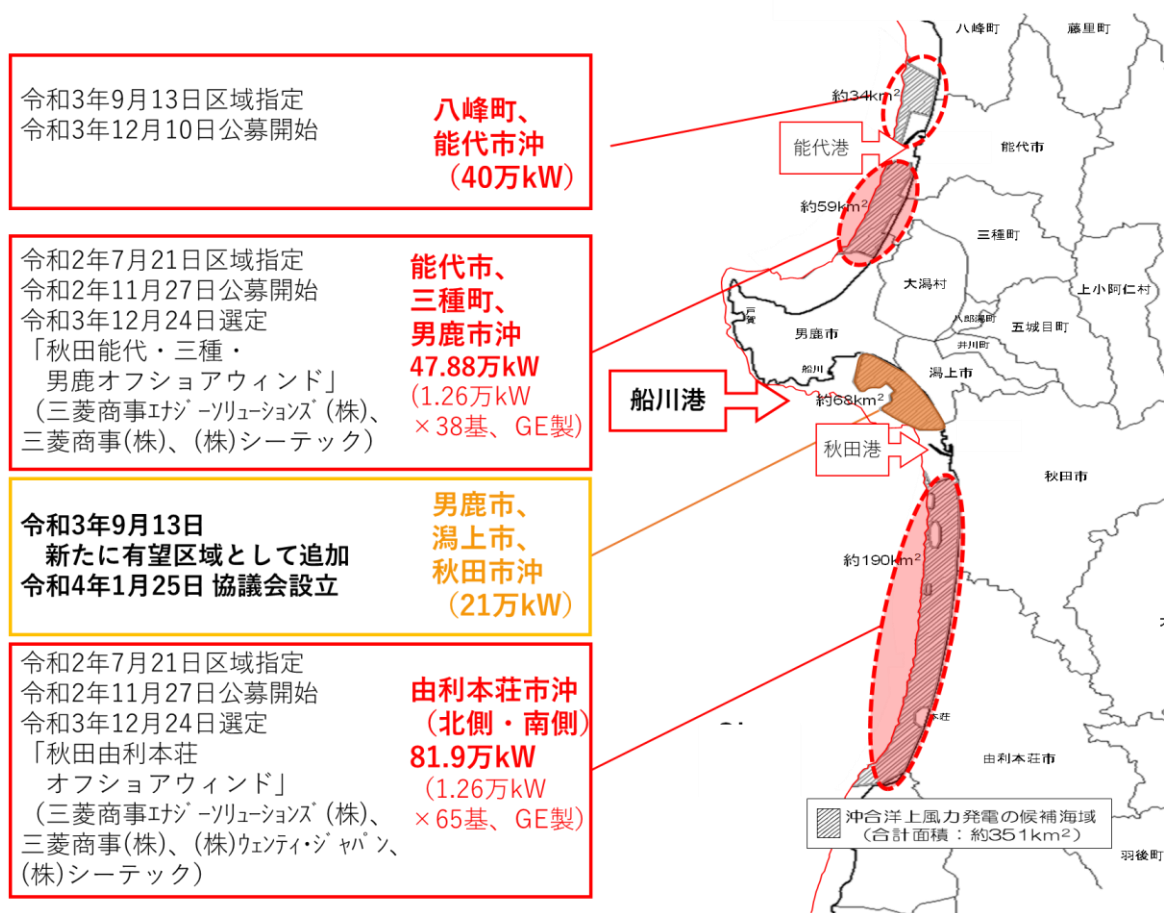 令和3年9月13日区域指定
令和3年12月10日公募開始
八峰町、
能代市沖
(40万kW)
令和2年7月21日区域指定
令和2年11月27日公募開始
令和3年12月24日選定
「秋田能代・三種・
男鹿オフショアウィンド」
(三菱商事ｴﾅｼﾞｰｿﾘｭｰｼｮﾝｽﾞ(株)、
三菱商事(株)、(株)シーテック)
能代市、
三種町、
男鹿市沖
47.88万kW
(1.26万kW
×38基、GE製)
令和3年9月13日
新たに有望区域として追加
令和4年1月25日 協議会設立
男鹿市、
潟上市、
秋田市沖
(21万kW)
令和2年7月21日区域指定
令和2年11月27日公募開始
令和3年12月24日選定
「秋田由利本荘
オフショアウィンド」
(三菱商事ｴﾅｼﾞｰｿﾘｭｰｼｮﾝｽﾞ(株)、
三菱商事(株)、(株)ｳｪﾝﾃｨ･ｼﾞｬﾊﾟﾝ、
(株)シーテック)
由利本荘市沖
(北側・南側)
81.9万kW
(1.26万kW
×65基、GE製)
八峰町
藤里町
約34km²
能代港
能代市
約59km²
三種町
大潟村
上小阿仁村
戸賀
男鹿市
八郎潟町
五城目町
井川町
船川
潟上市
船川港
約68km²
秋田港
秋田市
約190km²
本荘
由利本荘市
沖合洋上風力発電の候補海域
(合計面積：約351km²)
羽後町